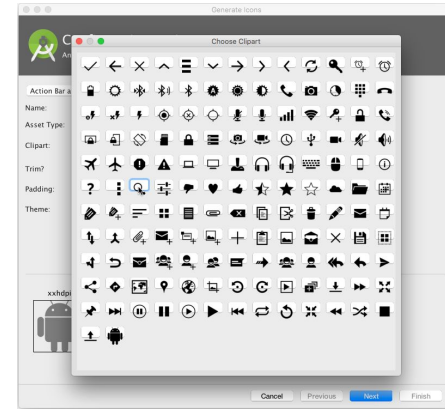 Generate Icons
Choose Clipart
Action Bar a
Name:
Asset Type:
Clipart:
Trim?
Padding:
Theme:
xxhdpi
Cancel
Previous
Next
Finish